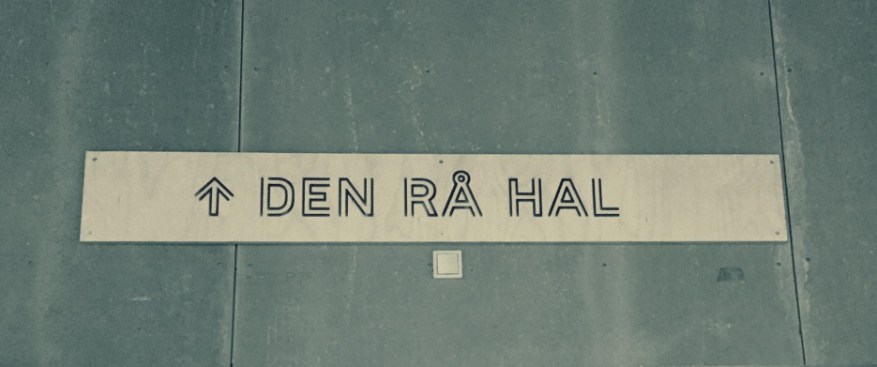 ↑ DEN RÅ HAL